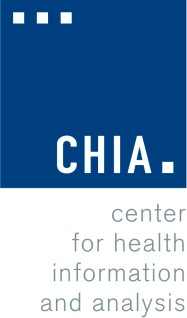 CHIA.
center
for health
information
and analysis